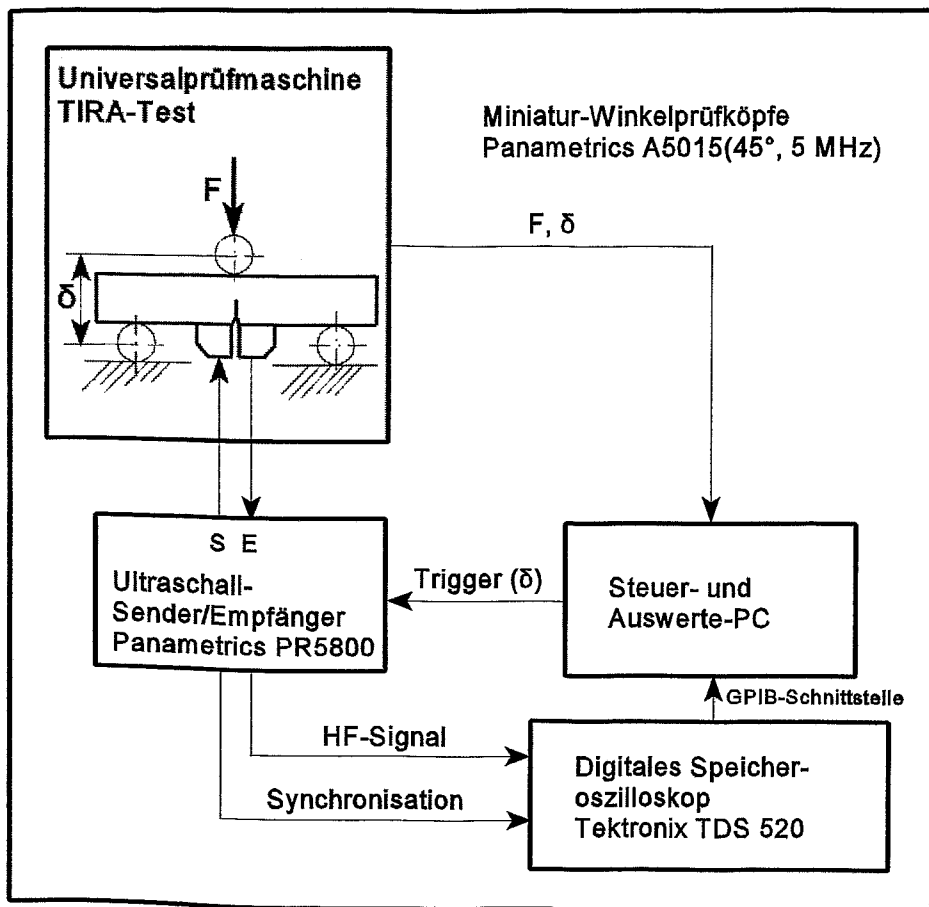 Universalprüfmaschine
TIRA-Test
Miniatur-Winkelprüfköpfe
Panametrics A5015(45°, 5 MHz)
F
F, δ
δ
S E
Ultraschall-
Sender/Empfänger
Panametrics PR5800
Trigger (δ)
Steuer- und
Auswerte-PC
GPIB-Schnittstelle
HF-Signal
Synchronisation
Digitales Speicher-
oszilloskop
Tektronix TDS 520